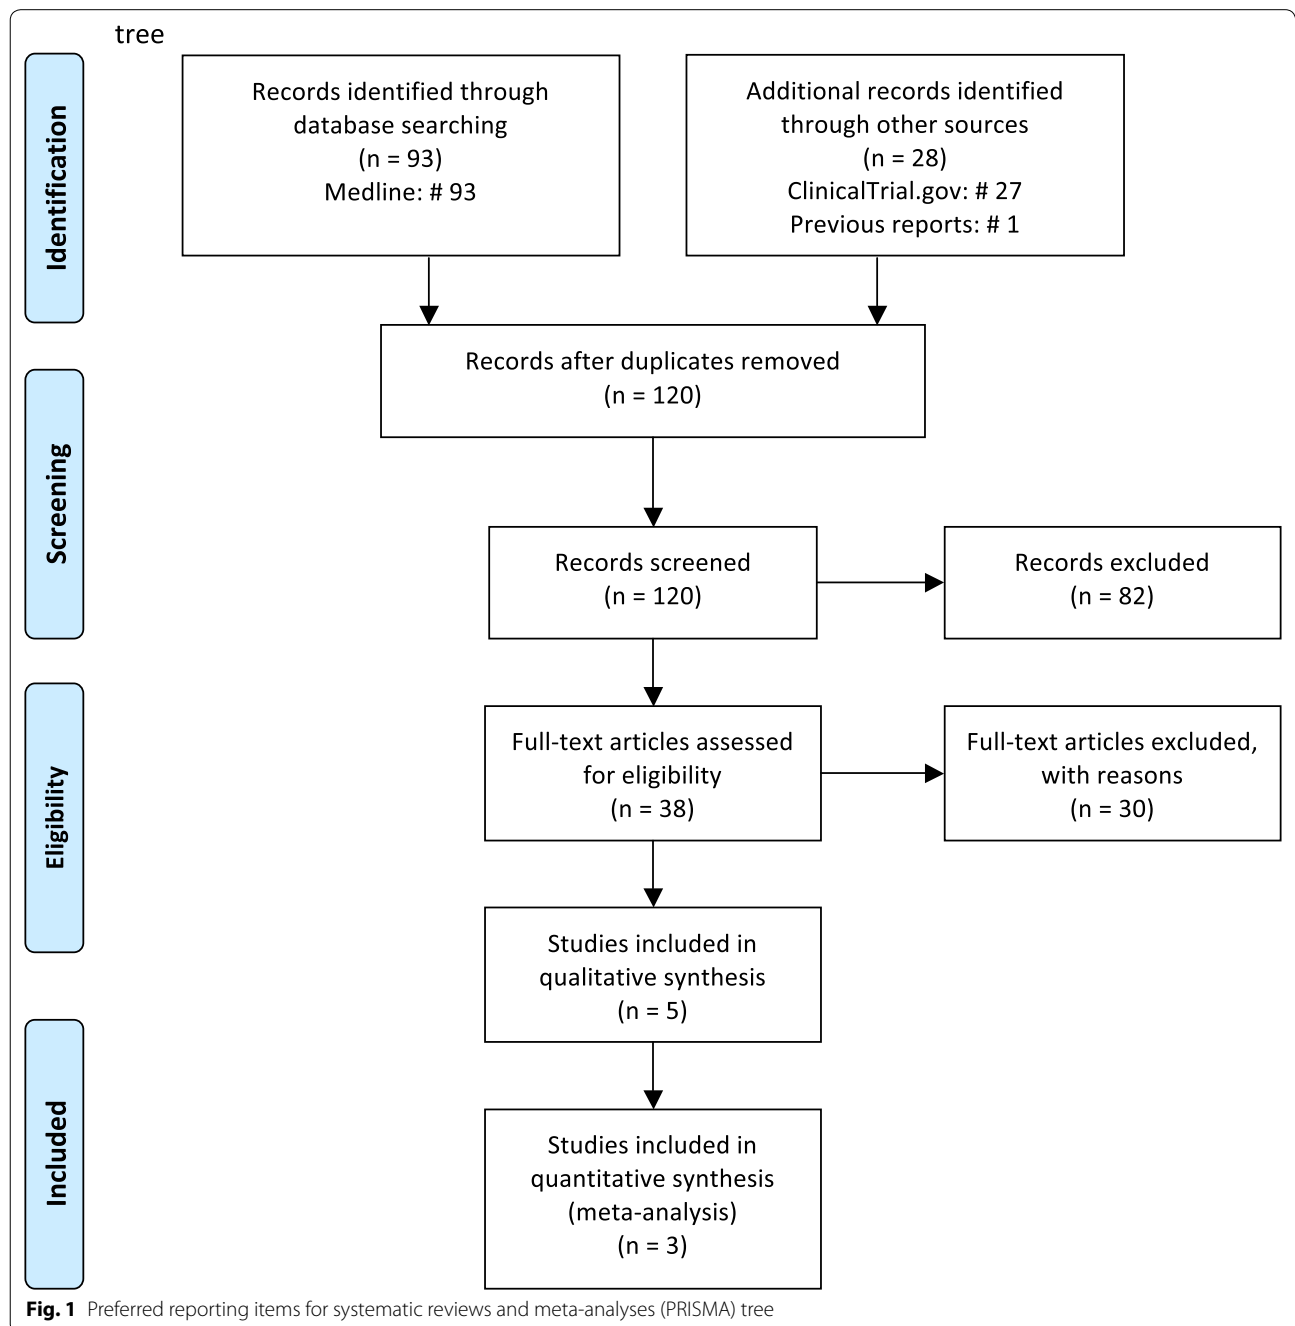 tree
Identification
Records identified through
database searching
(n = 93)
Medline: # 93
Additional records identified
through other sources
(n = 28)
ClinicalTrial.gov: # 27
Previous reports: # 1
Records after duplicates removed
(n = 120)
Screening
Records screened
(n = 120)
Records excluded
(n = 82)
Eligibility
Full-text articles assessed
for eligibility
(n = 38)
Full-text articles excluded,
with reasons
(n = 30)
Studies included in
qualitative synthesis
(n = 5)
Included
Studies included in
quantitative synthesis
(meta-analysis)
(n = 3)
Fig. 1 Preferred reporting items for systematic reviews and meta-analyses (PRISMA) tree